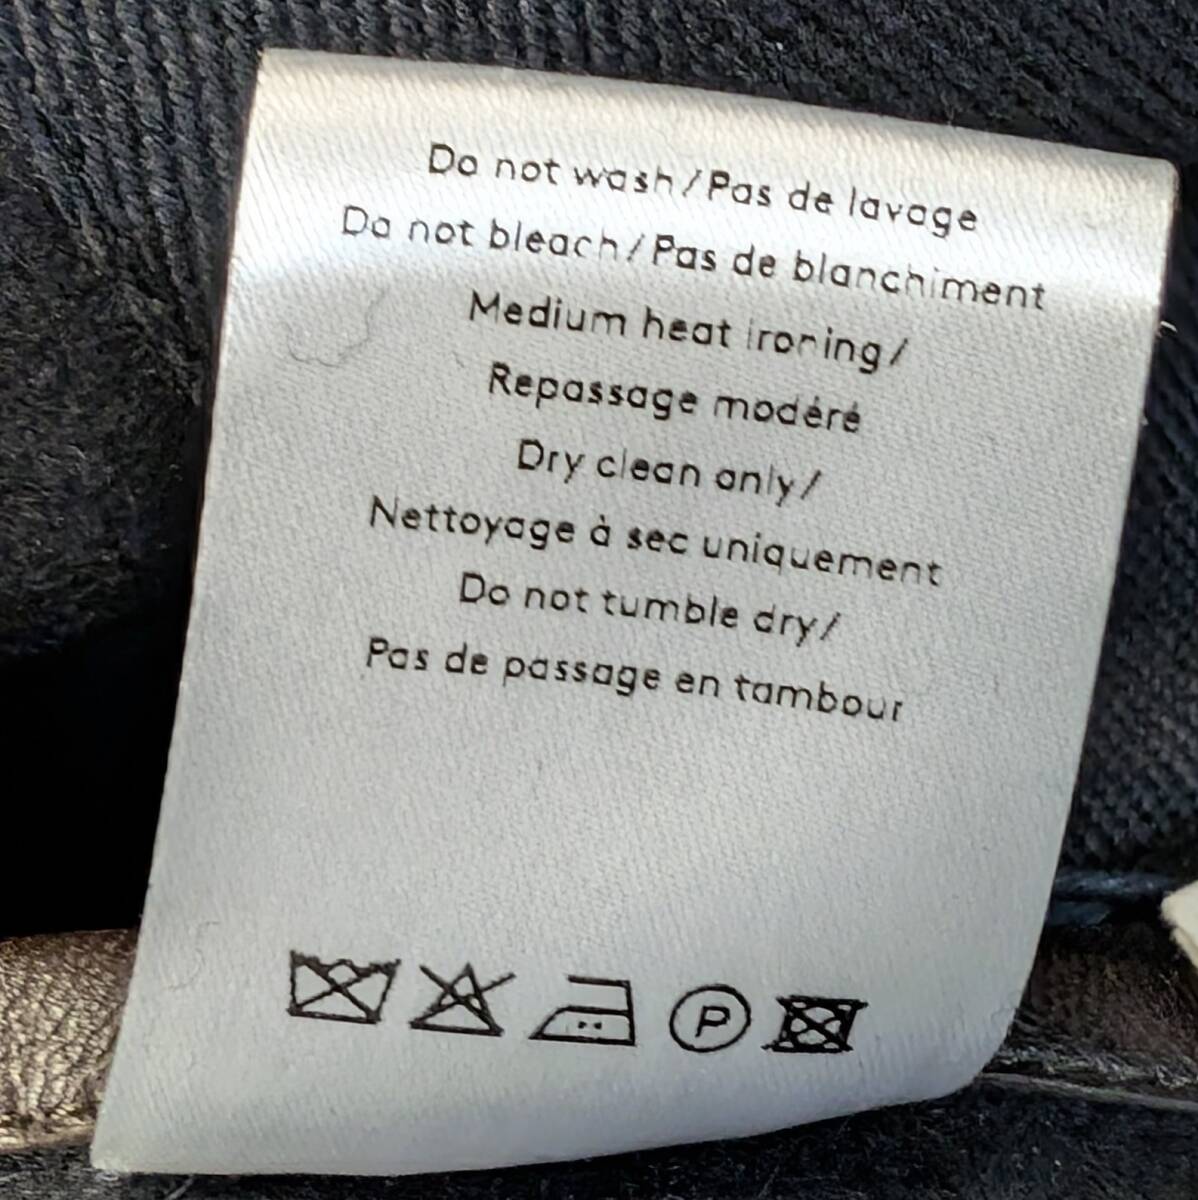 Do not wash/Pas de lavage
Do not bleach/Pas de blanchiment
Medium heat ironing/
Repassage modéré
Dry clean only/
Nettoyage à sec uniquement
Do not tumble dry/
Pas de passage en tambour
P